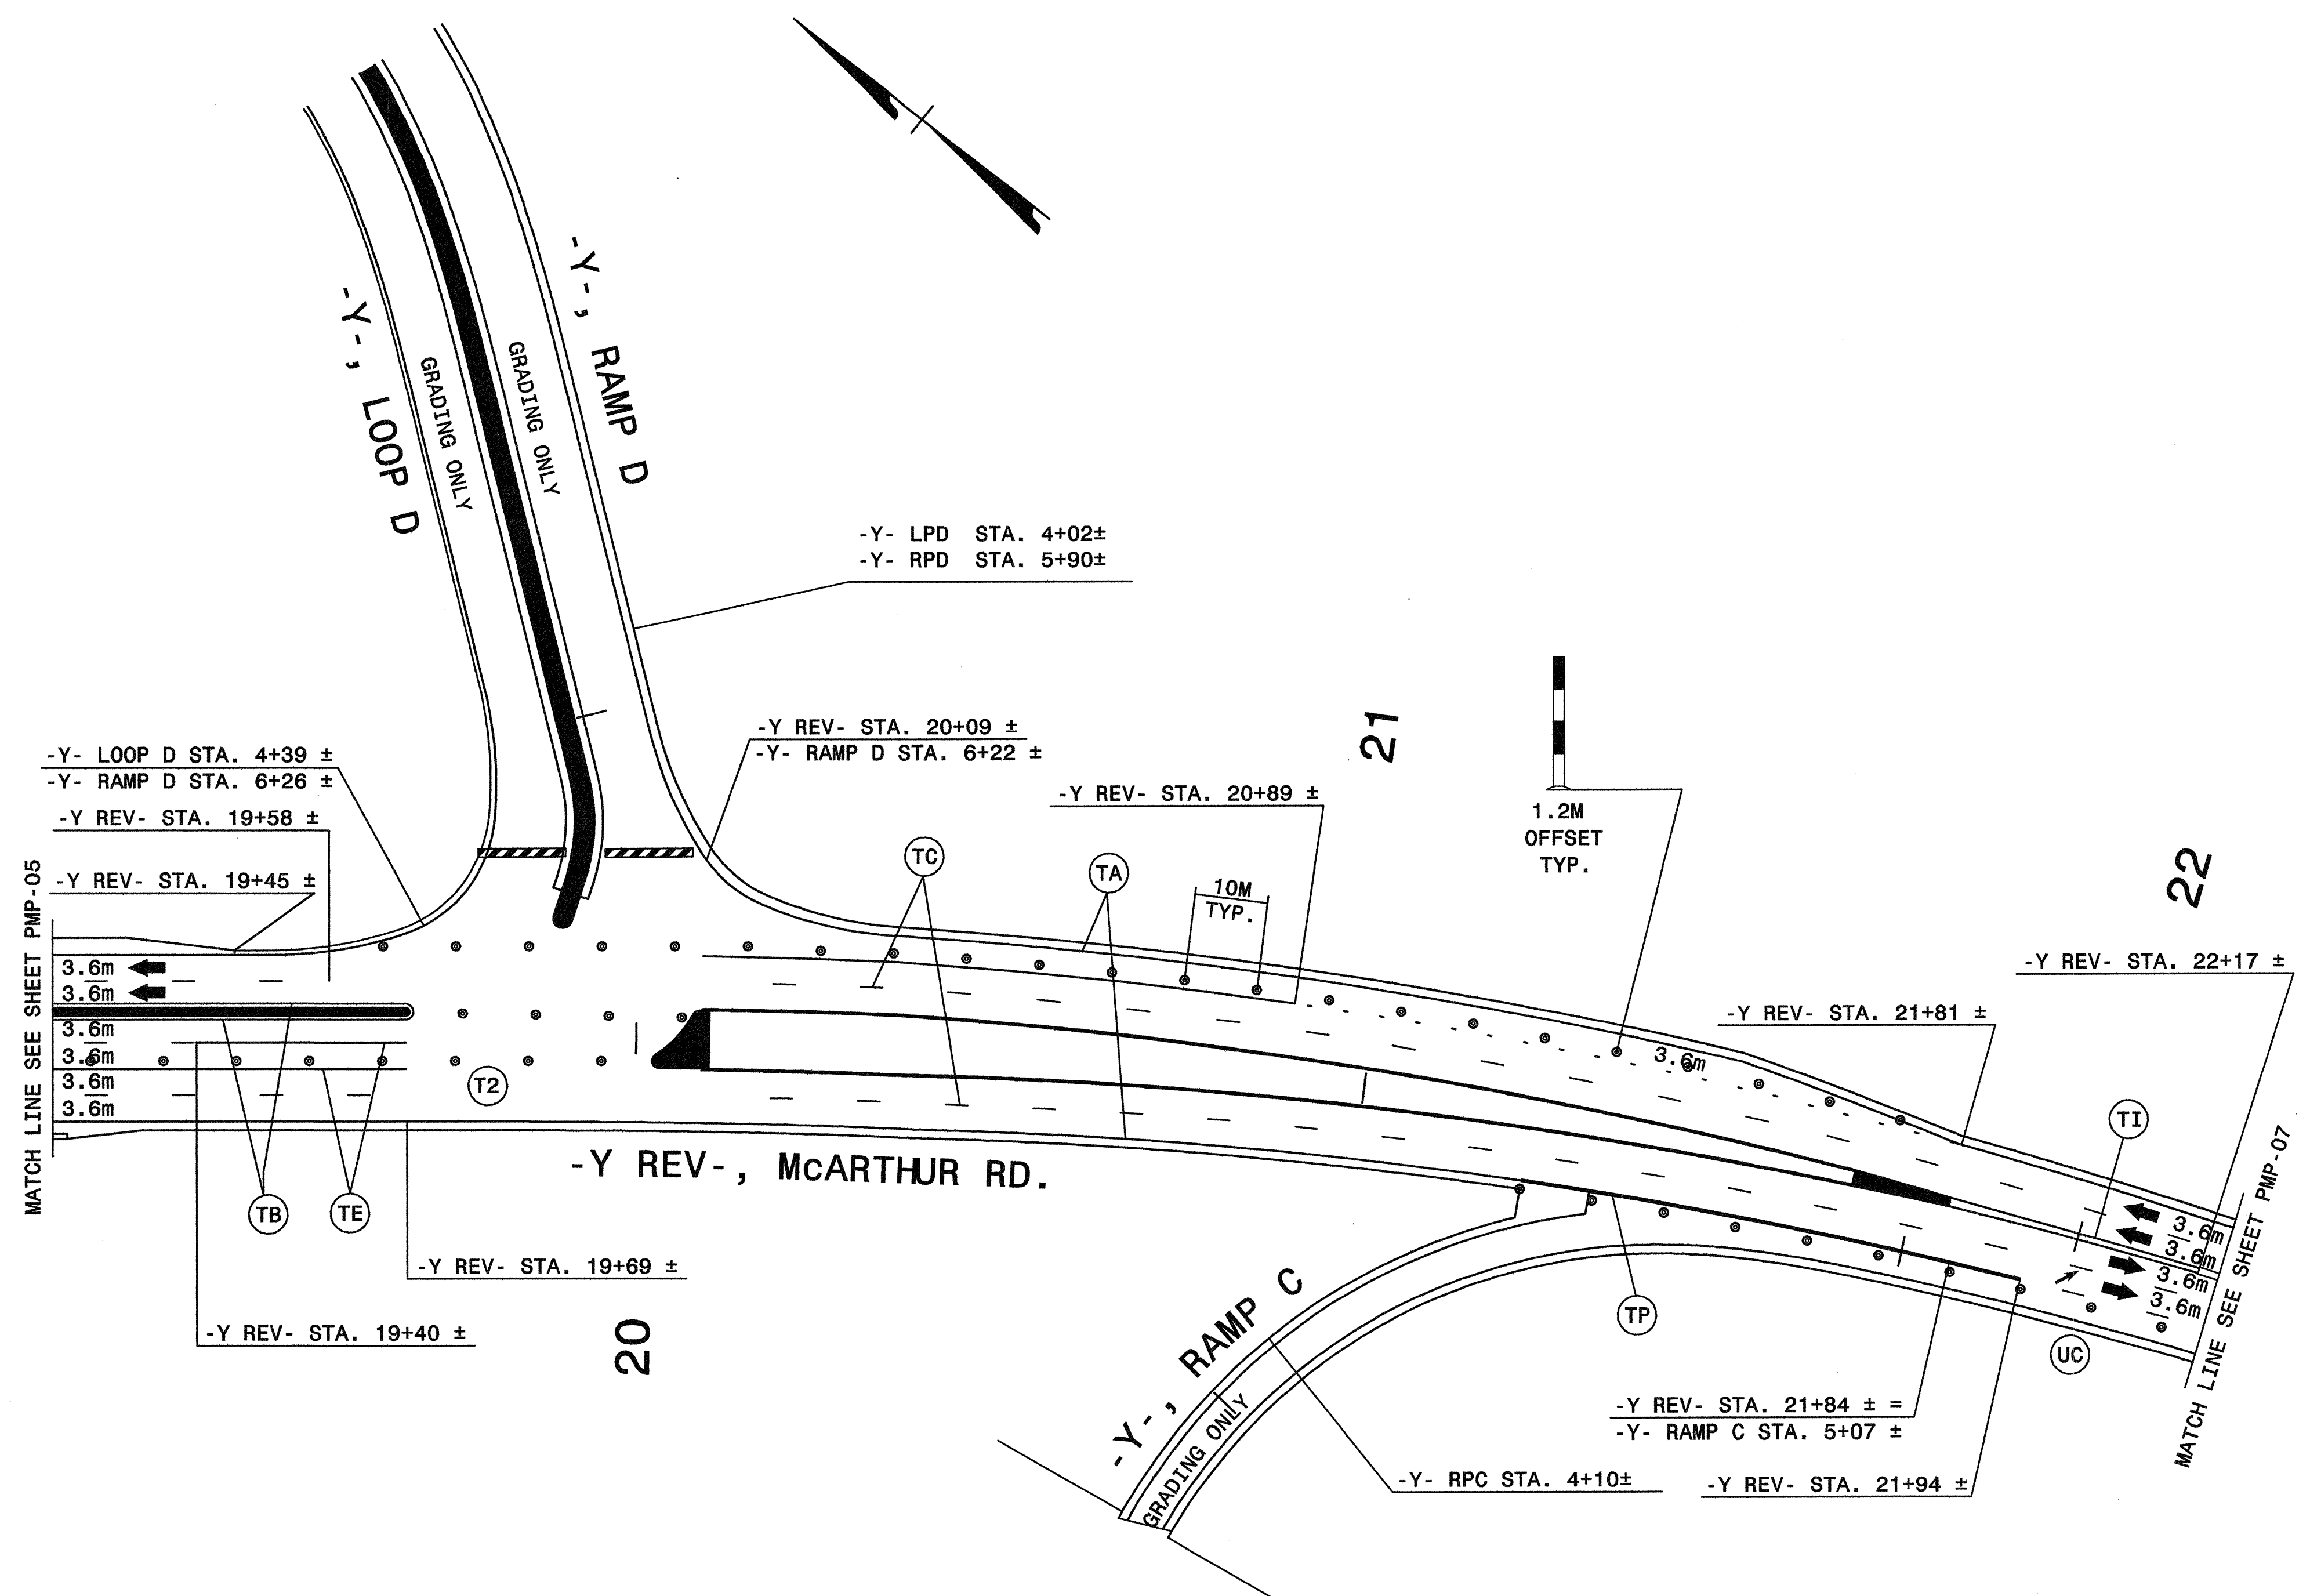 -Y-, LOOP D
GRADING ONLY
GRADING ONLY
-Y-, RAMP D
-Y- LPD STA. 4+02±
-Y- RPD STA. 5+90±
-Y- LOOP D STA. 4+39 ±
-Y- RAMP D STA. 6+26 ±
-Y REV- STA. 19+58 ±
-Y REV- STA. 19+45 ±
-Y REV- STA. 20+09 ±
-Y- RAMP D STA. 6+22 ±
-Y REV- STA. 20+89 ±
21
1.2M
OFFSET
TYP.
22
TC
TA
10M
TYP.
-Y REV- STA. 22+17 ±
-Y REV- STA. 21+81 ±
MATCH LINE SEE SHEET PMP-05
3.6m
3.6m
3.6m
3.6m
3.6m
3.6m
3.6m
T2
TI
-Y REV-, McARTHUR RD.
TB
TE
-Y REV- STA. 19+69 ±
-Y REV- STA. 19+40 ±
20
3.6m
3.6m
3.6m
3.6m
MATCH LINE SEE SHEET PMP-07
TP
UC
-Y-, RAMP C
GRADING ONLY
-Y REV- STA. 21+84 ± =
-Y- RAMP C STA. 5+07 ±
-Y- RPC STA. 4+10±
-Y REV- STA. 21+94 ±